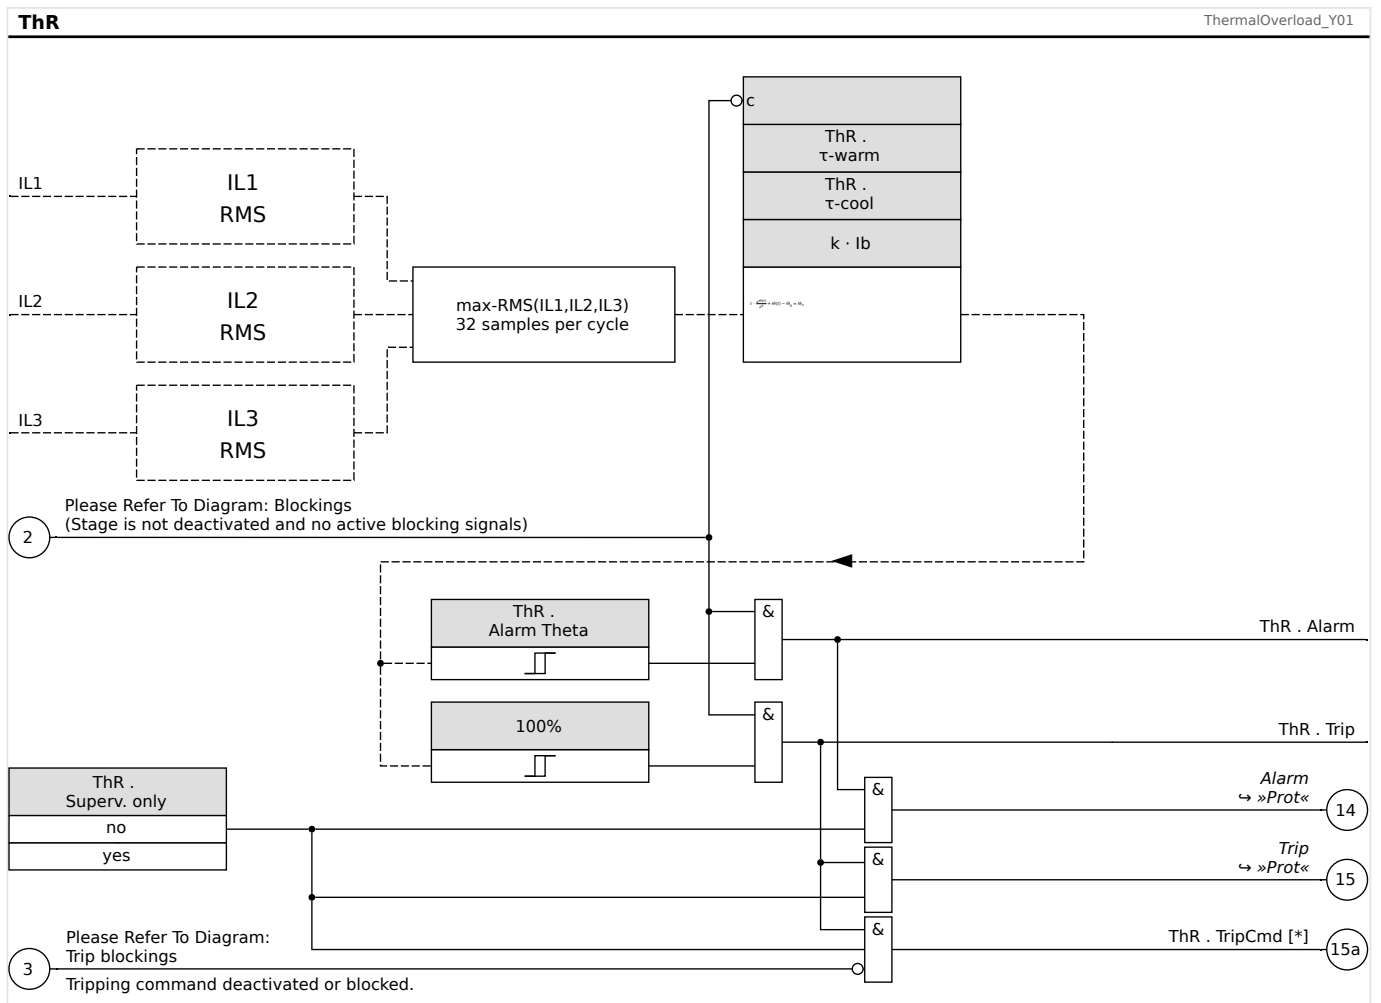 ThR
ThermalOverload_Y01
c
ThR .
τ-warm
ThR .
τ-cool
k · Ib
IL1
IL1
RMS
IL2
IL2
RMS
max-RMS(IL1,IL2,IL3)
32 samples per cycle
IL3
IL3
RMS
Please Refer To Diagram: Blockings
(Stage is not deactivated and no active blocking signals)
2
ThR .
Alarm Theta
&
ThR . Alarm
100%
&
ThR . Trip
ThR .
Superv. only
no
yes
&
Alarm
↪ »Prot«
14
&
Trip
↪ »Prot«
15
&
ThR . TripCmd [*]
15a
Please Refer To Diagram:
Trip blockings
3
Tripping command deactivated or blocked.